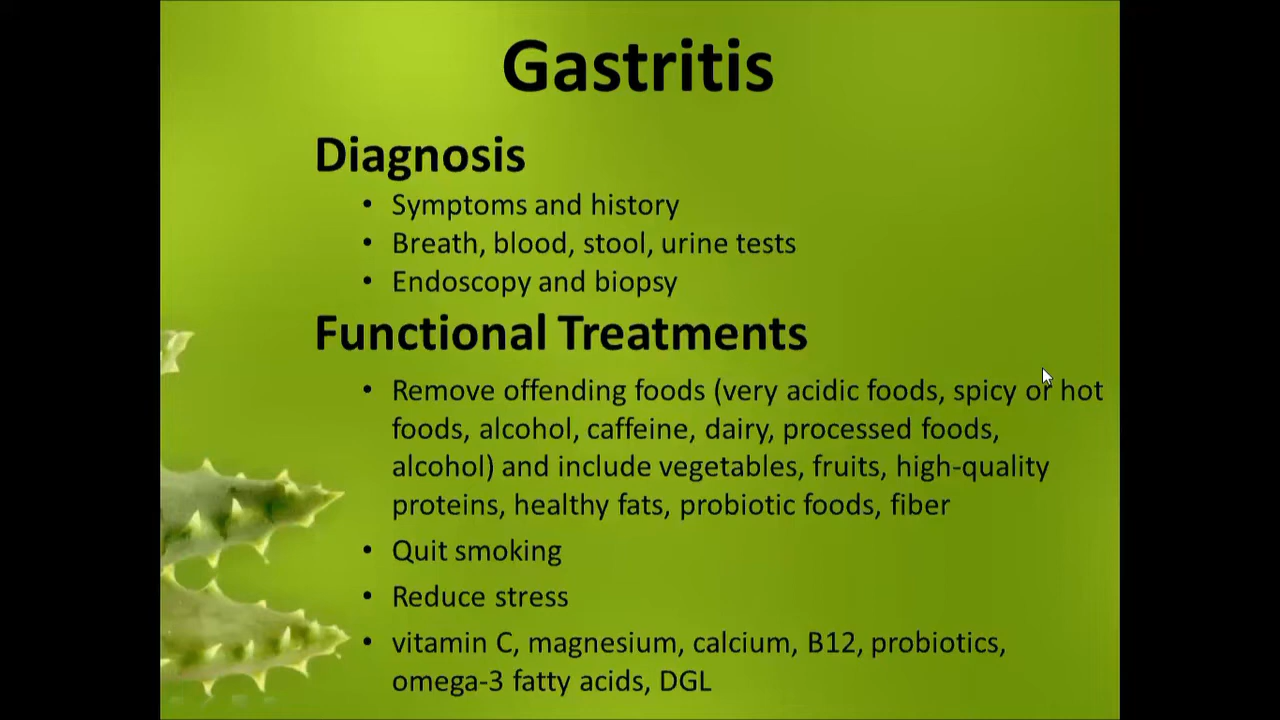 Gastritis
Diagnosis
• Symptoms and history
• Breath, blood, stool, urine tests
• Endoscopy and biopsy
Functional Treatments
• Remove offending foods (very acidic foods, spicy or hot
foods, alcohol, caffeine, dairy, processed foods,
alcohol) and include vegetables, fruits, high-quality
proteins, healthy fats, probiotic foods, fiber
• Quit smoking
• Reduce stress
• vitamin C, magnesium, calcium, B12, probiotics,
omega-3 fatty acids, DGL